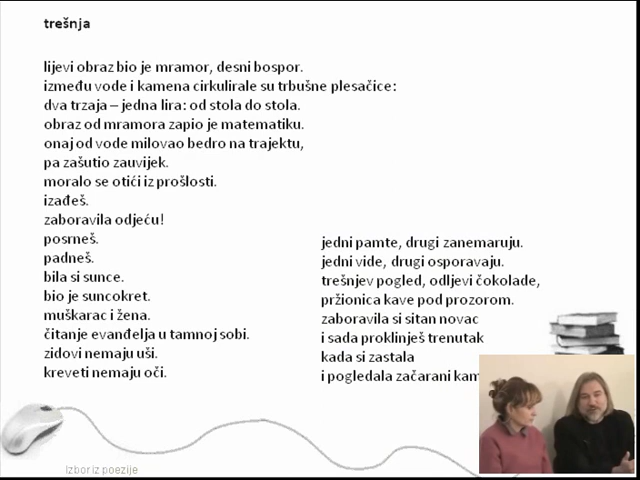 trešnja
lijevi obraz bio je mramor, desni bospor.
između vode i kamena cirkulirale su trbušne plesačice:
dva trzaja – jedna lira: od stola do stola.
obraz od mramora zapio je matematiku.
onaj od vode milovao bedro na trajektu,
pa zašutio zauvijek.
moralo se otići iz prošlosti.
izađeš.
zaboravila odjeću!
posrneš.
padneš.
bila si sunce.
bio je suncokret.
muškarac i žena.
čitanje evanđelja u tamnoj sobi.
zidovi nemaju uši.
kreveti nemaju oči.
jedni pamte, drugi zanemaruju.
jedni vide, drugi osporavaju.
trešnjev pogled, odljevi čokolade,
pržionica kave pod prozorom.
zaboravila si sitan novac
i sada proklinješ trenutak
kada si zastala
i pogledala začarani
Izbor iz poezije